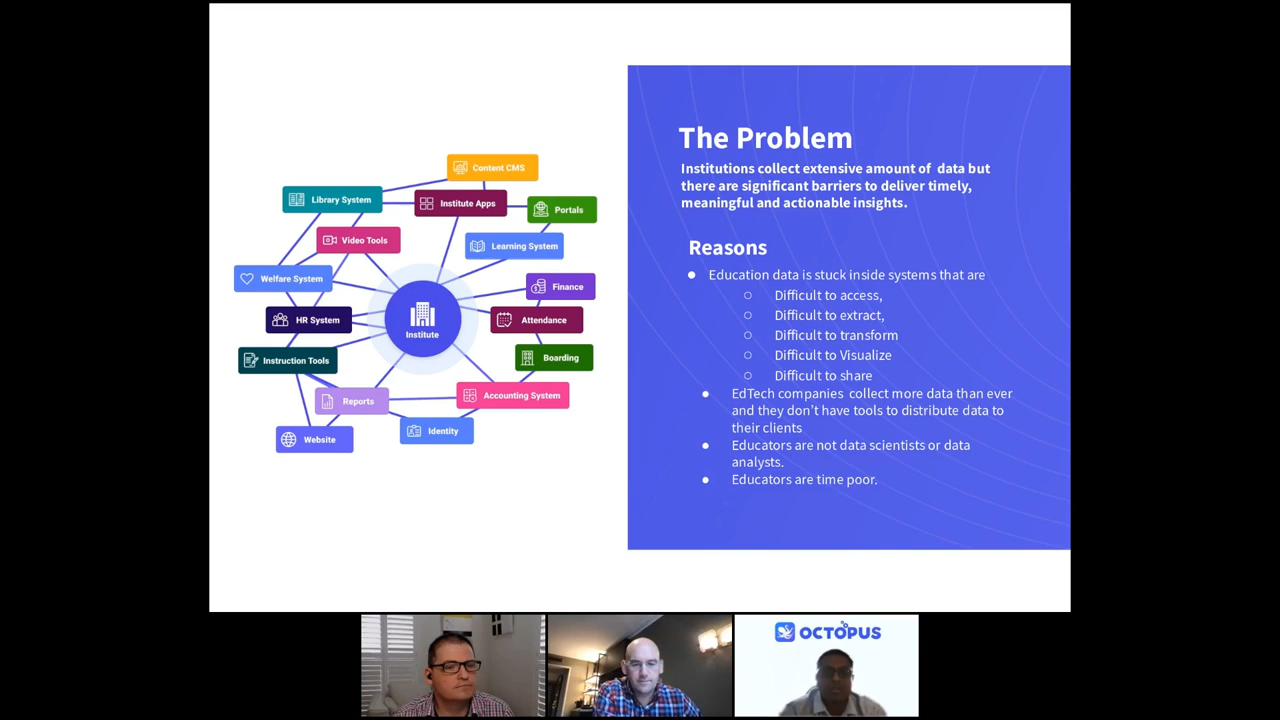 Content CMS
Library System
Institute Apps
Portals
Video Tools
Learning System
Welfare System
Finance
HR System
Institute
Attendance
Instruction Tools
Boarding
Reports
Accounting System
Website
Identity
The Problem
Institutions collect extensive amount of data but
there are significant barriers to deliver timely,
meaningful and actionable insights.
Reasons
● Education data is stuck inside systems that are
○ Difficult to access,
○ Difficult to extract,
○ Difficult to transform
○ Difficult to Visualize
○ Difficult to share
● EdTech companies collect more data than ever
and they don't have tools to distribute data to
their clients
● Educators are not data scientists or data
analysts.
● Educators are time poor.
OCTOPUS